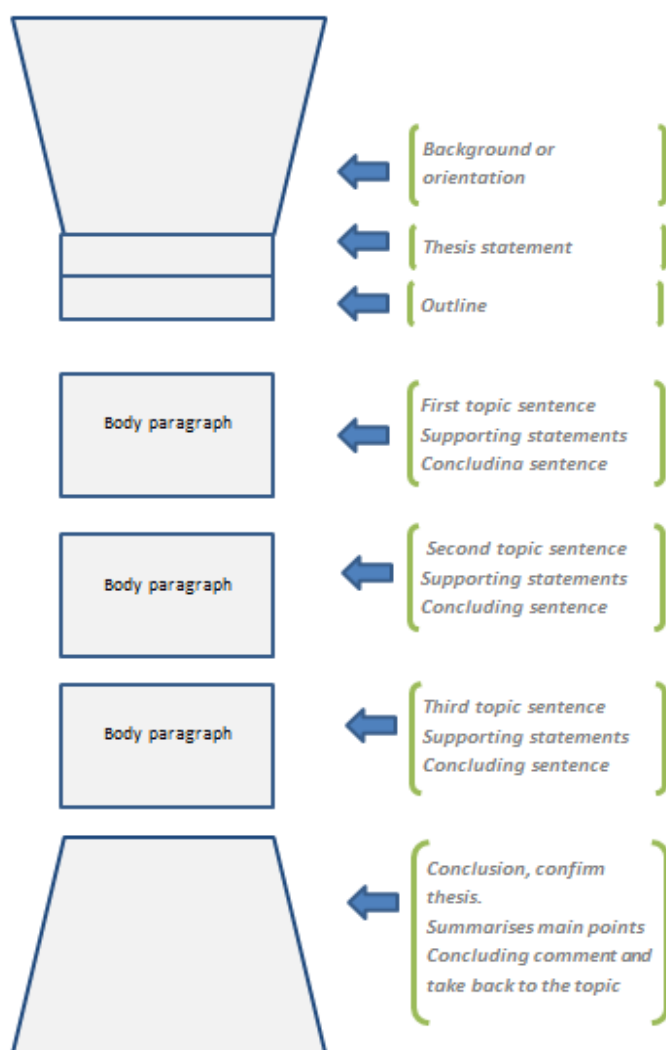 Background or
orientation
Thesis statement
Outline
Body paragraph
First topic sentence
Supporting statements
Concludina sentence
Body paragraph
Second topic sentence
Supporting statements
Concluding sentence
Body paragraph
Third topic sentence
Supporting statements
Concluding sentence
Conclusion, confirm
thesis.
Summarises main points
Concluding comment and
take back to the topic